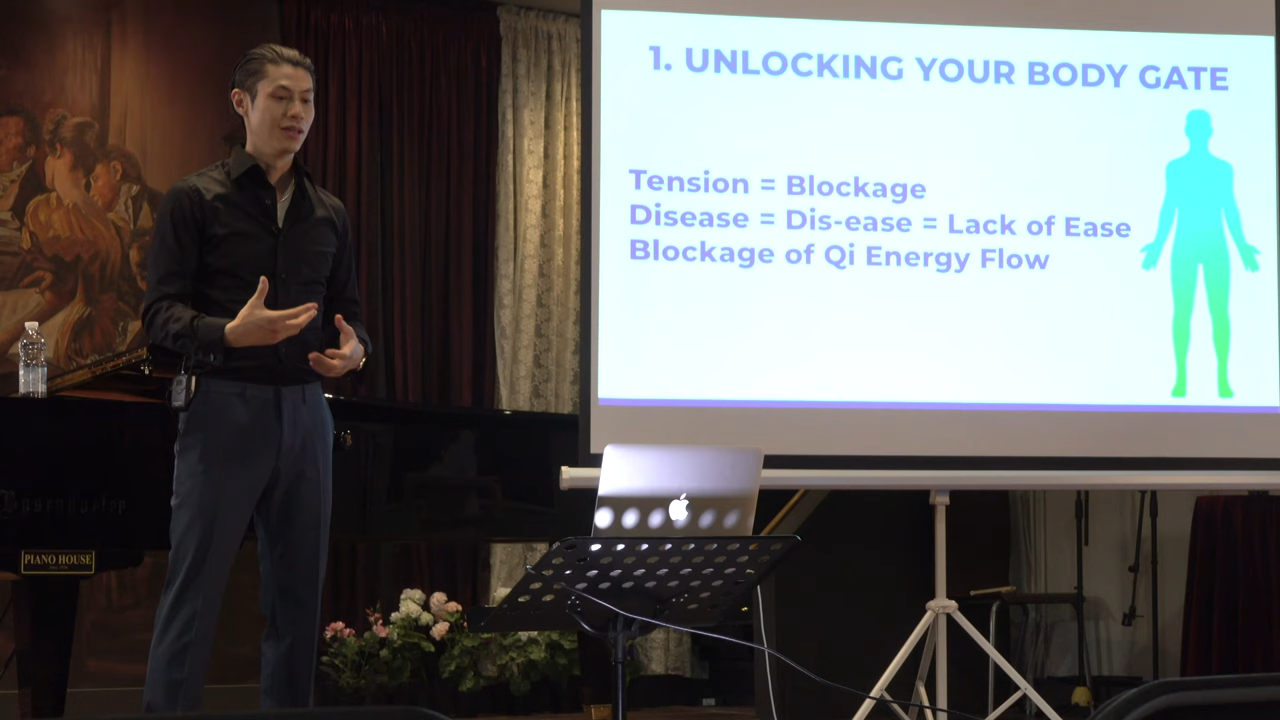 1. UNLOCKING YOUR BODY GATE
Tension = Blockage
Disease = Dis-ease = Lack of Ease
Blockage of Qi Energy Flow
PIANO HOUSE